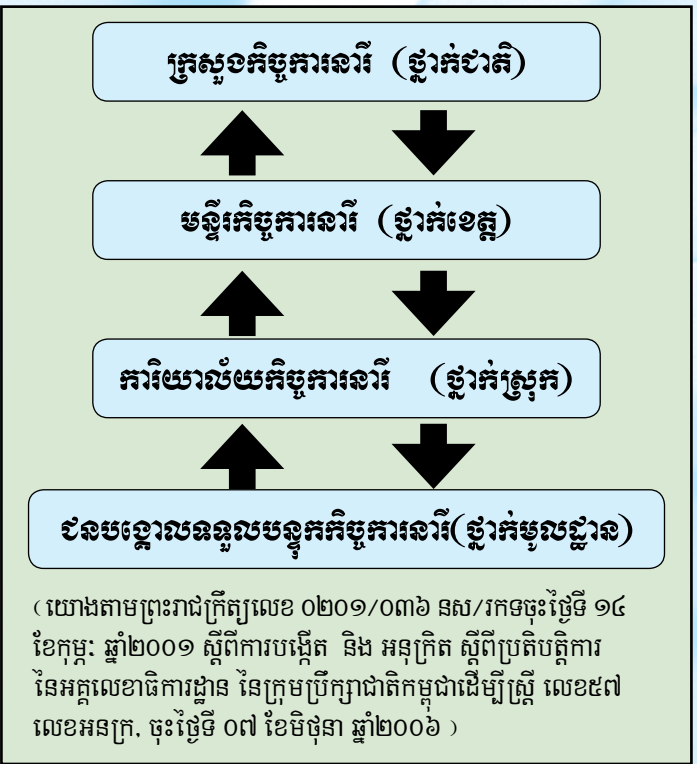 ក្រសួងកិច្ចការនារី (ថ្នាក់ជាតិ)
មន្ទីរកិច្ចការនារី (ថ្នាក់ខេត្ត)
ការិយាល័យកិច្ចការនារី (ថ្នាក់ស្រុក)
ជនបង្គោលទទួលបន្ទុកកិច្ចការនារី(ថ្នាក់មូលដ្ឋាន)
(យោងតាមព្រះរាជក្រឹត្យលេខ ០២០១/០៣៦ នស/រកទចុះថ្ងៃទី ១៤
ខែកុម្ភៈ ឆ្នាំ២០០១ ស្តីពីការបង្កើត និង អនុក្រិត ស្តីពីប្រតិបត្តិការ
នៃអគ្គលេខាធិការដ្ឋាន នៃក្រុមប្រឹក្សាជាតិកម្ពុជាដើម្បីស្ត្រី លេខ៥៧
លេខអនក្រ, ចុះថ្ងៃទី ០៧ ខែមិថុនា ឆ្នាំ២០០៦ )